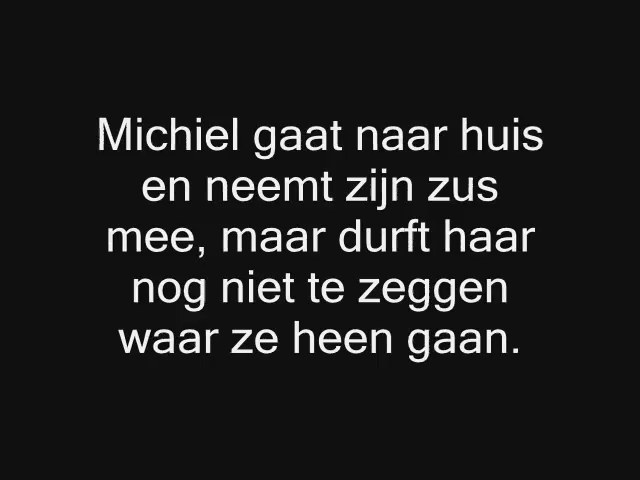 Michiel gaat naar huis
en neemt zijn zus
mee, maar durft haar
nog niet te zeggen
waar ze heen gaan.